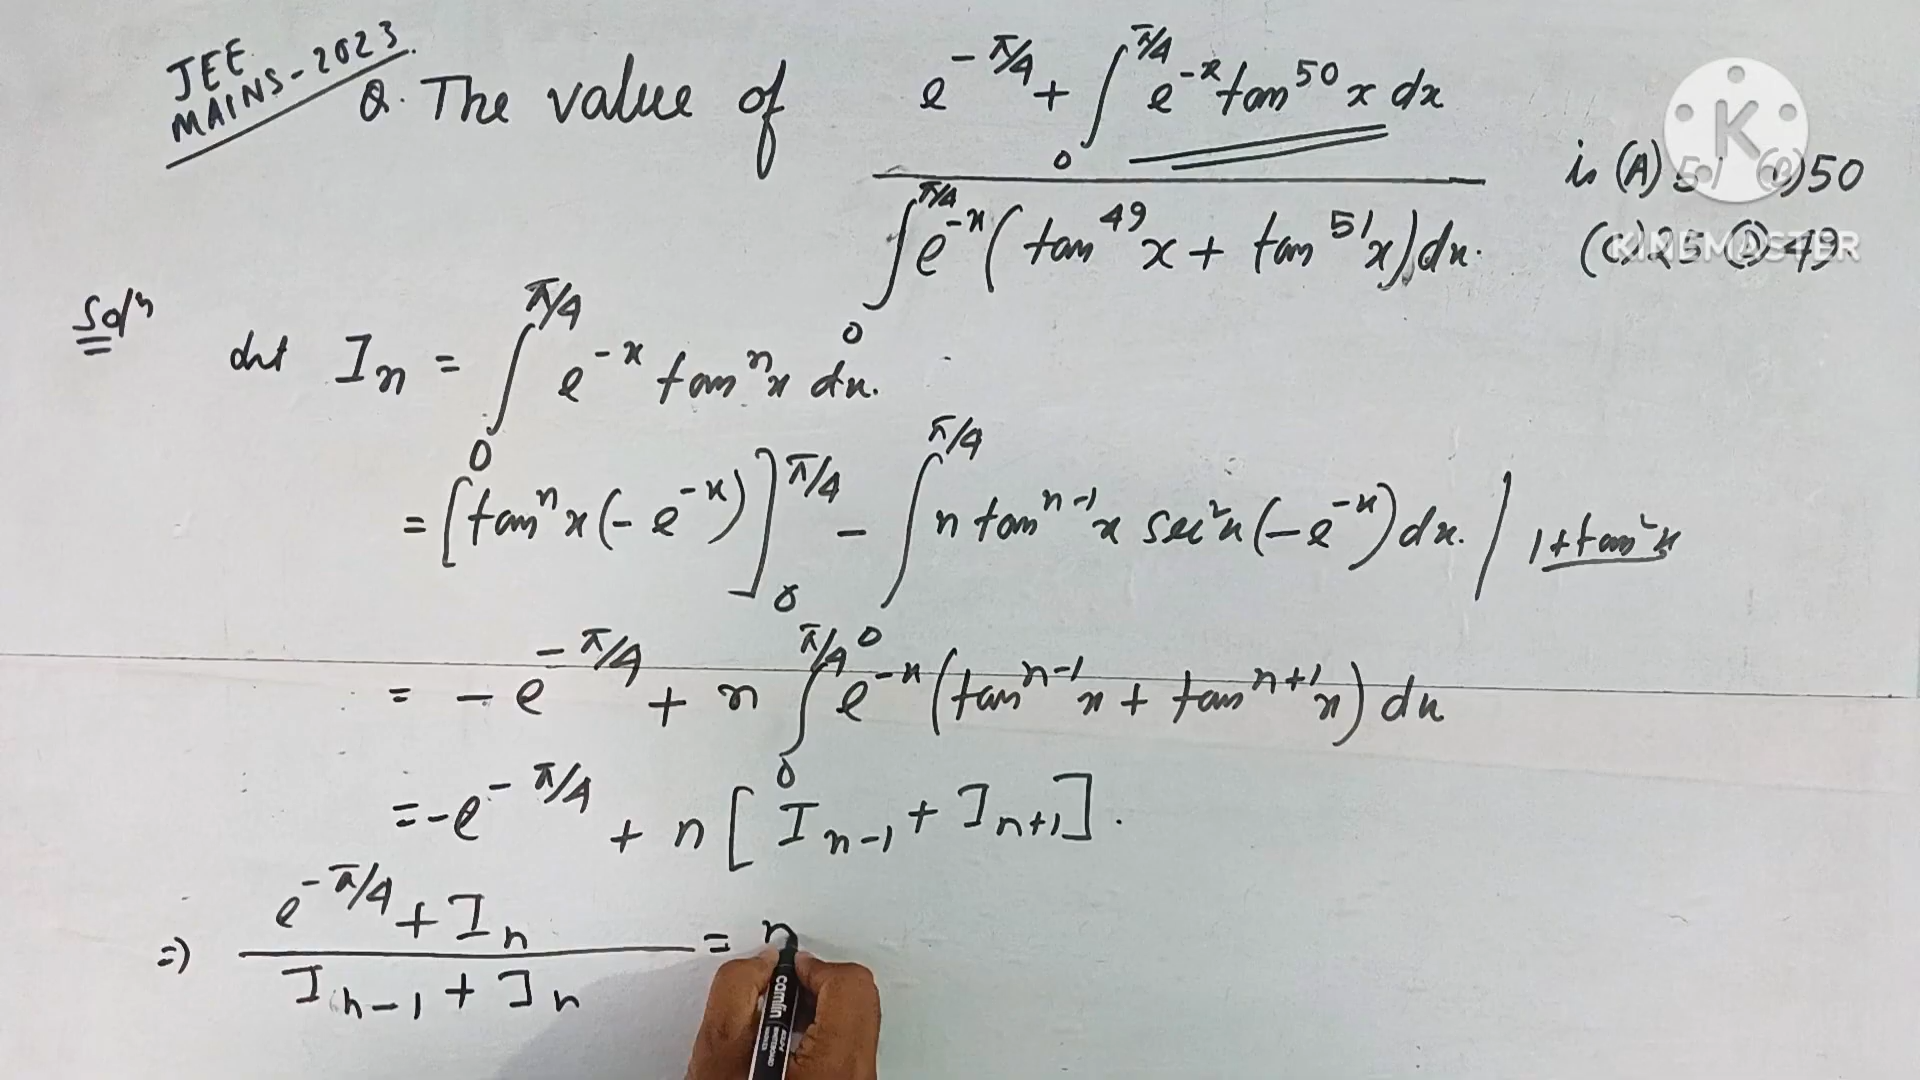 JEE
MAINS-2023
Q. The value of
e^{-π/4} + ∫_0^{π/4} e^{-x} tan^{50} x dx
∫_0^{π/4} e^{-x} (tan^{49} x + tan^{51} x) dx.
is (A) 51 (B) 50
(C) 25 (D) 49
K
KINEMASTER
Solⁿ
Let I_n = ∫_0^{π/4} e^{-x} tan^n x dx.
= [tan^n x (-e^{-x})]_0^{π/4} - ∫_0^{π/4} n tan^{n-1} x sec^2 x (-e^{-x}) dx. | 1 + tan^2 x
= -e^{-π/4} + n ∫_0^{π/4} e^{-x} (tan^{n-1} x + tan^{n+1} x) dx
= -e^{-π/4} + n [I_{n-1} + I_{n+1}].
⇒ e^{-π/4} + I_n = n
I_{n-1} + I_n
camlin